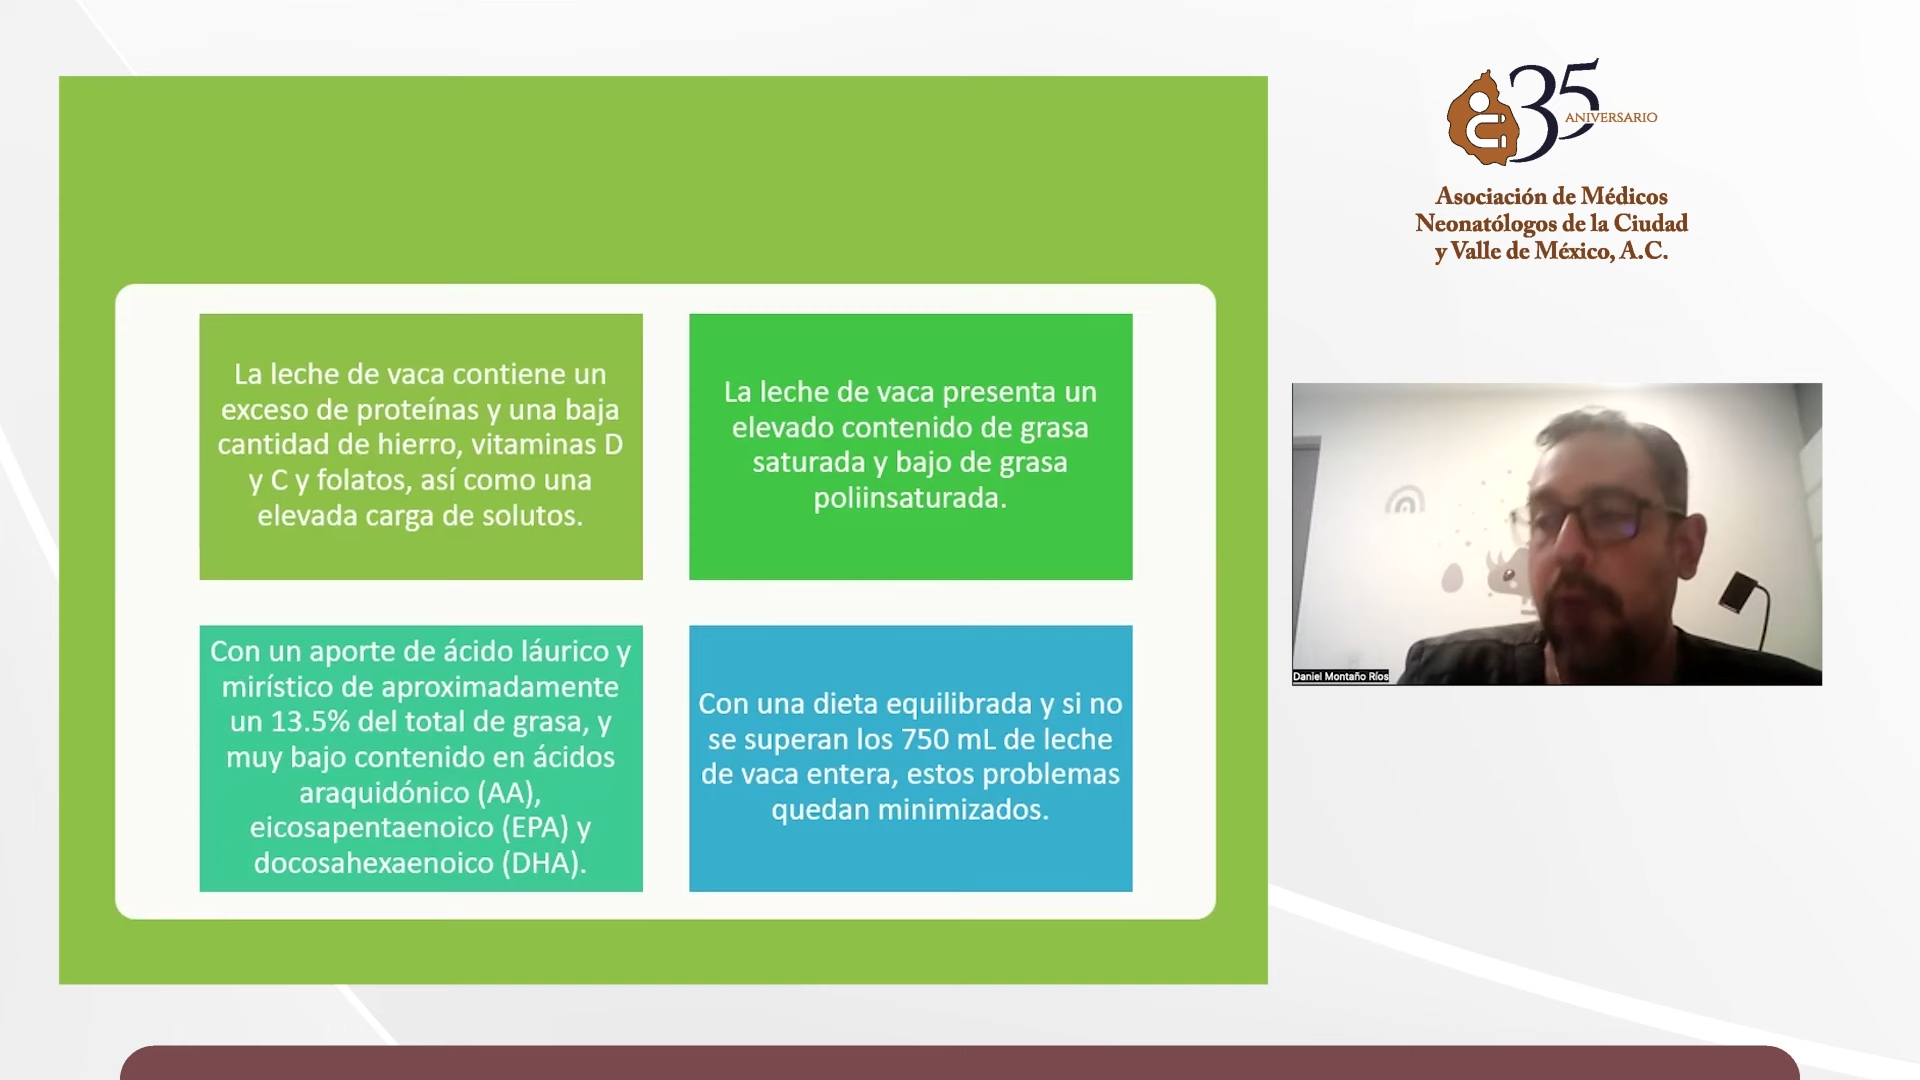 La leche de vaca contiene un
exceso de proteínas y una baja
cantidad de hierro, vitaminas D
y C y folatos, así como una
elevada carga de solutos.
La leche de vaca presenta un
elevado contenido de grasa
saturada y bajo de grasa
poliinsaturada.
Con un aporte de ácido láurico y
mirístico de aproximadamente
un 13.5% del total de grasa, y
muy bajo contenido en ácidos
araquidónico (AA),
eicosapentaenoico (EPA) y
docosahexaenoico (DHA).
Con una dieta equilibrada y si no
se superan los 750 mL de leche
de vaca entera, estos problemas
quedan minimizados.
35
ANIVERSARIO
Asociación de Médicos
Neonatólogos de la Ciudad
y Valle de México, A.C.
Daniel Montaño Ríos